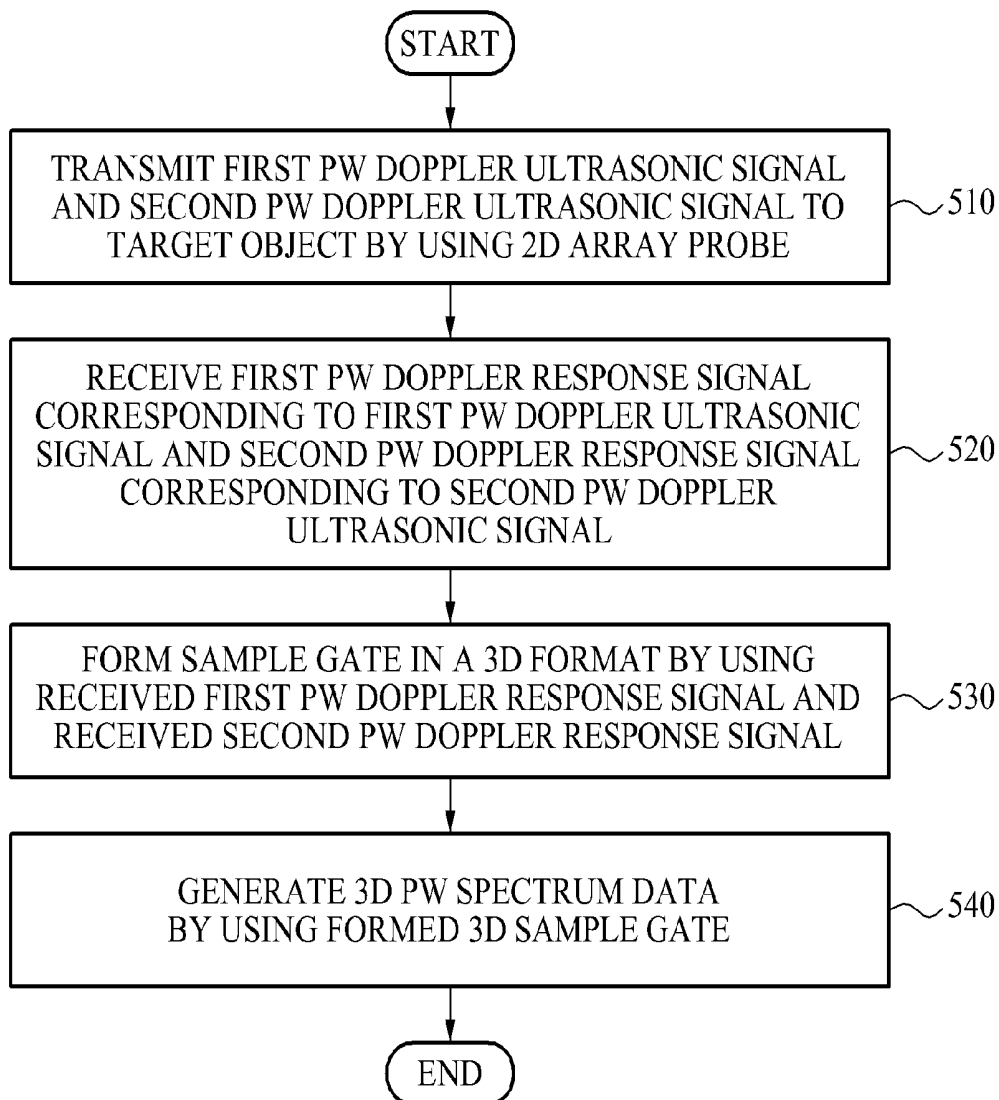 START
TRANSMIT FIRST PW DOPPLER ULTRASONIC SIGNAL
AND SECOND PW DOPPLER ULTRASONIC SIGNAL TO
TARGET OBJECT BY USING 2D ARRAY PROBE
510
RECEIVE FIRST PW DOPPLER RESPONSE SIGNAL
CORRESPONDING TO FIRST PW DOPPLER ULTRASONIC
SIGNAL AND SECOND PW DOPPLER RESPONSE SIGNAL
CORRESPONDING TO SECOND PW DOPPLER
ULTRASONIC SIGNAL
520
FORM SAMPLE GATE IN A 3D FORMAT BY USING
RECEIVED FIRST PW DOPPLER RESPONSE SIGNAL AND
RECEIVED SECOND PW DOPPLER RESPONSE SIGNAL
530
GENERATE 3D PW SPECTRUM DATA
BY USING FORMED 3D SAMPLE GATE
540
END